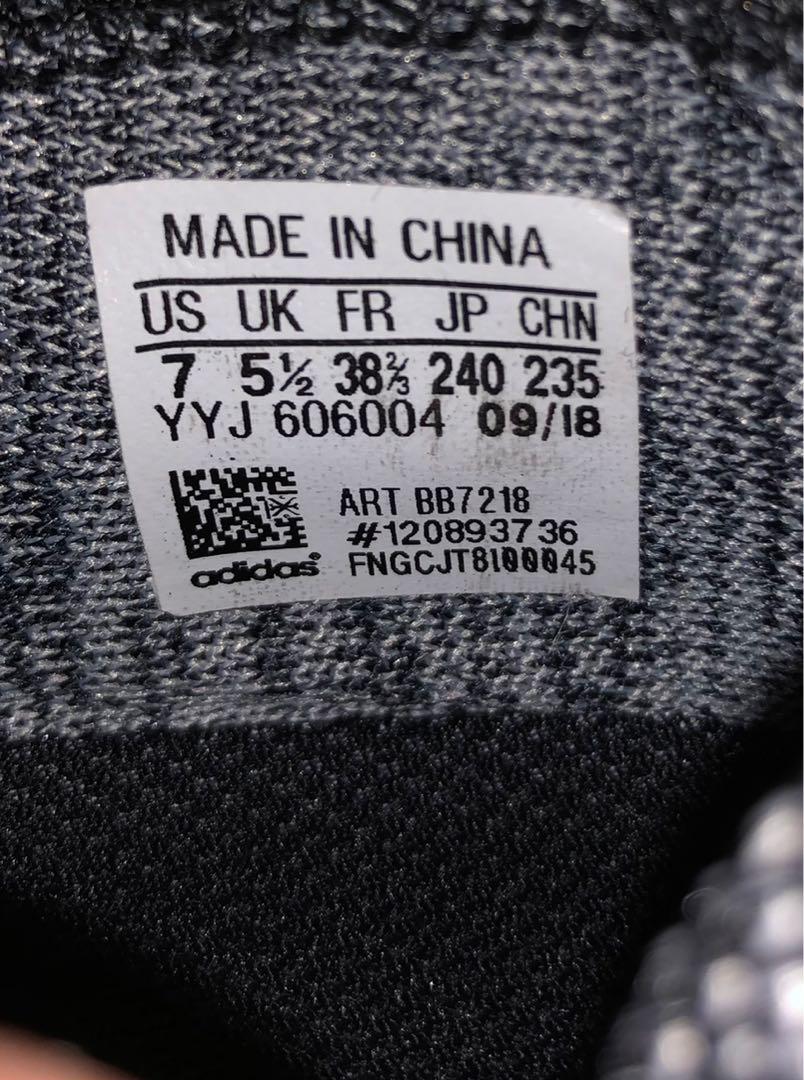 MADE IN CHINA
US UK FR JP CHN
7 5½ 38⅔ 240 235
YYJ 606004 09/18
ART BB7218
#120893736
adidas® FNGCJT8100045